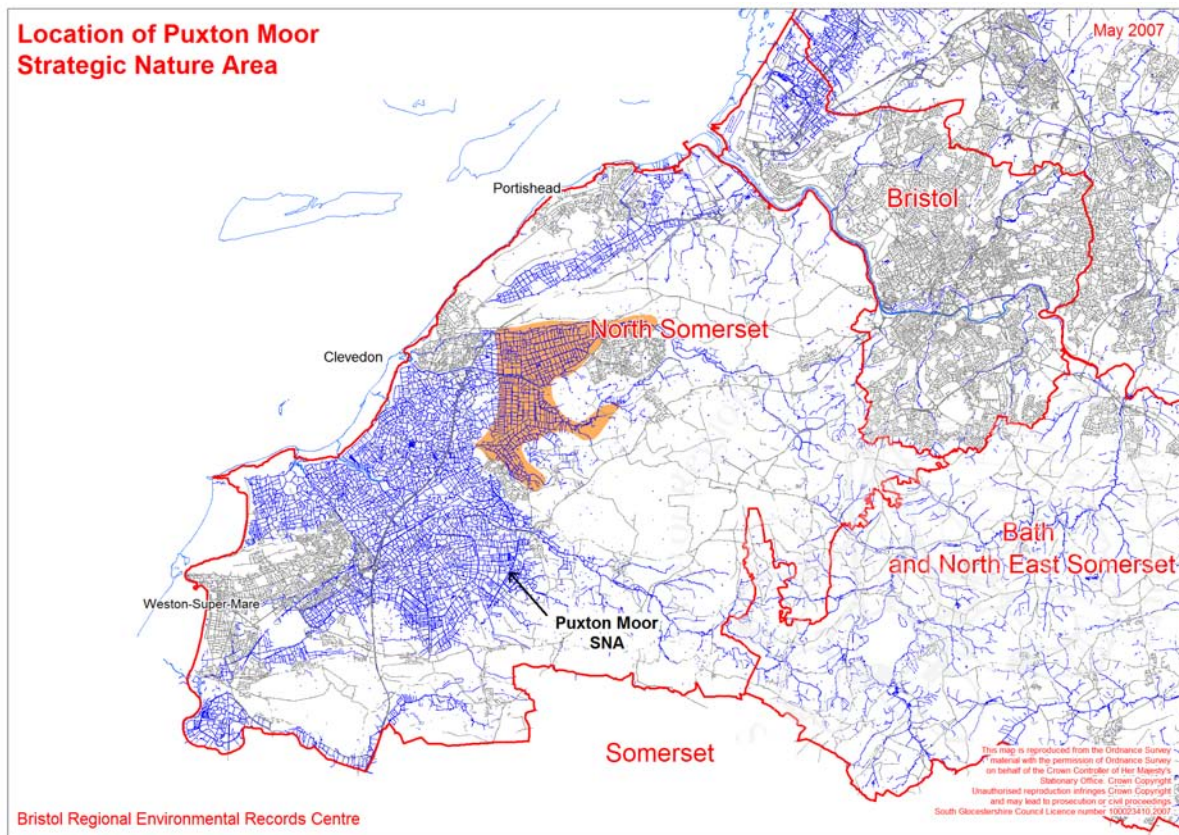 Location of Puxton Moor
Strategic Nature Area
May 2007
Portishead
Bristol
North Somerset
Clevedon
Bath
and North East Somerset
Weston-Super-Mare
Puxton Moor
SNA
Somerset
This map is reproduced from the Ordnance Survey
material with the permission of Ordnance Survey
on behalf of the Crown Controller of Her Majesty's
Stationary Office. Crown Copyright
Unauthorised reproduction infringes Crown Copyright
and may lead to prosecution or civil proceedings
South Glocestershire Council Licence number 100023410.2007
Bristol Regional Environmental Records Centre